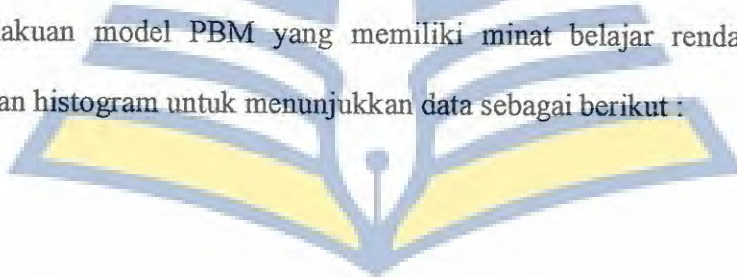 akuan model PBM yang memiliki minat belajar renda
an histogram untuk menunjukkan data sebagai berikut :